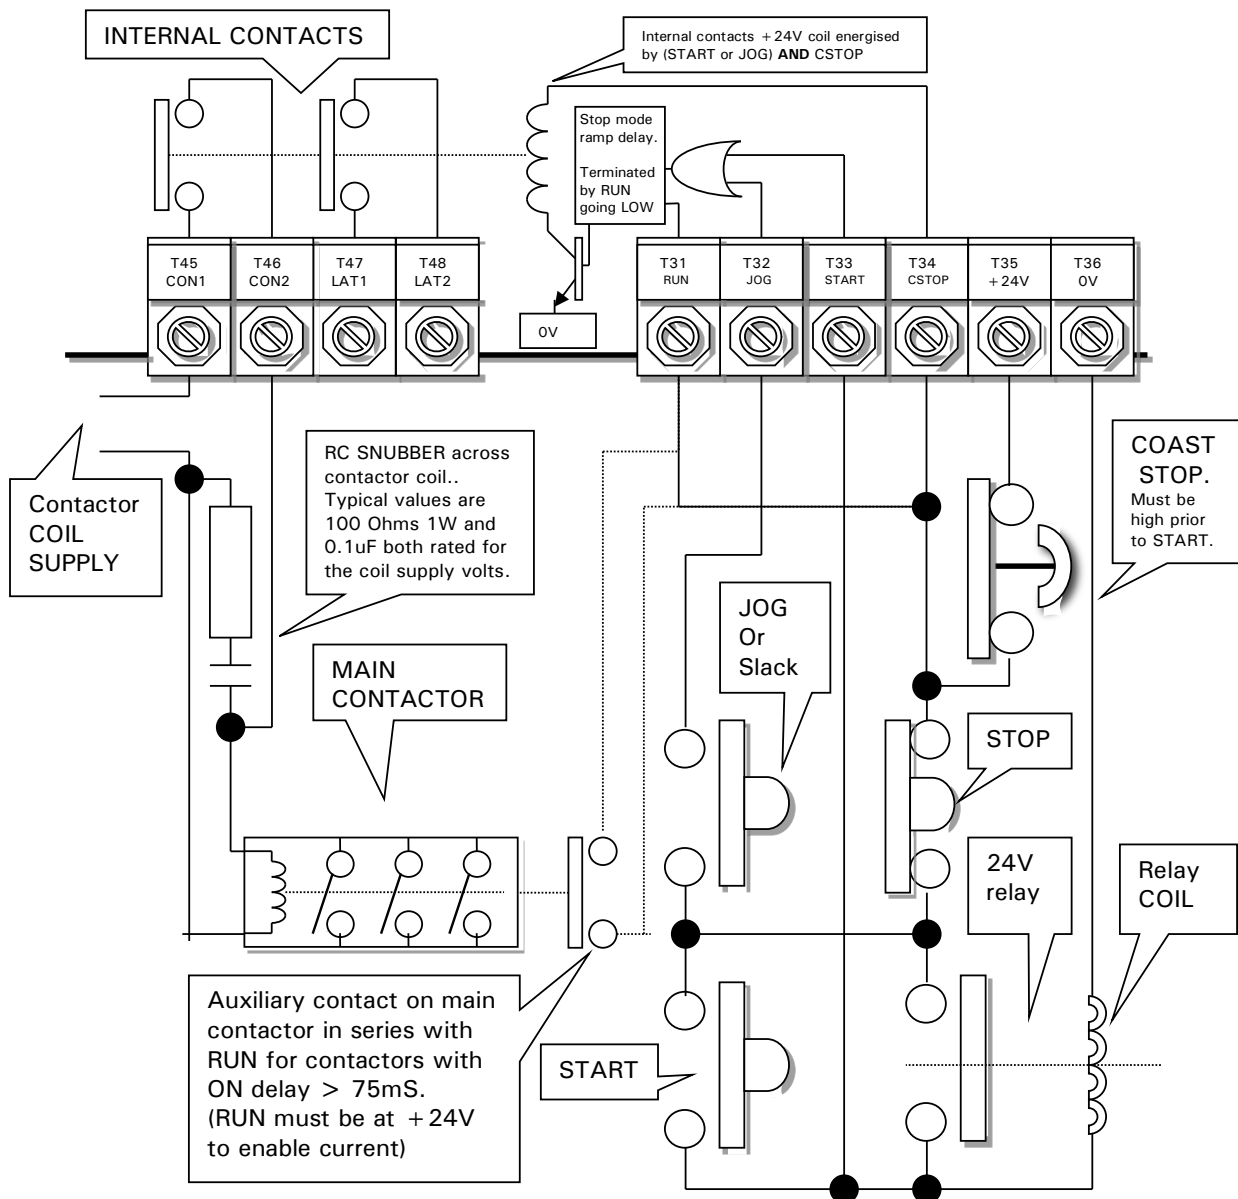 INTERNAL CONTACTS
Internal contacts +24V coil energised
by (START or JOG) AND CSTOP
Stop mode
ramp delay.
Terminated
by RUN
going LOW
T45
CON1
T46
CON2
T47
LAT1
T48
LAT2
0V
T31
RUN
T32
JOG
T33
START
T34
CSTOP
T35
+24V
T36
0V
Contactor
COIL
SUPPLY
RC SNUBBER across
contactor coil..
Typical values are
100 Ohms 1W and
0.1uF both rated for
the coil supply volts.
COAST
STOP.
Must be
high prior
to START.
MAIN
CONTACTOR
JOG
Or
Slack
STOP
24V
relay
Relay
COIL
Auxiliary contact on main
contactor in series with
RUN for contactors with
ON delay > 75mS.
(RUN must be at +24V
to enable current)
START